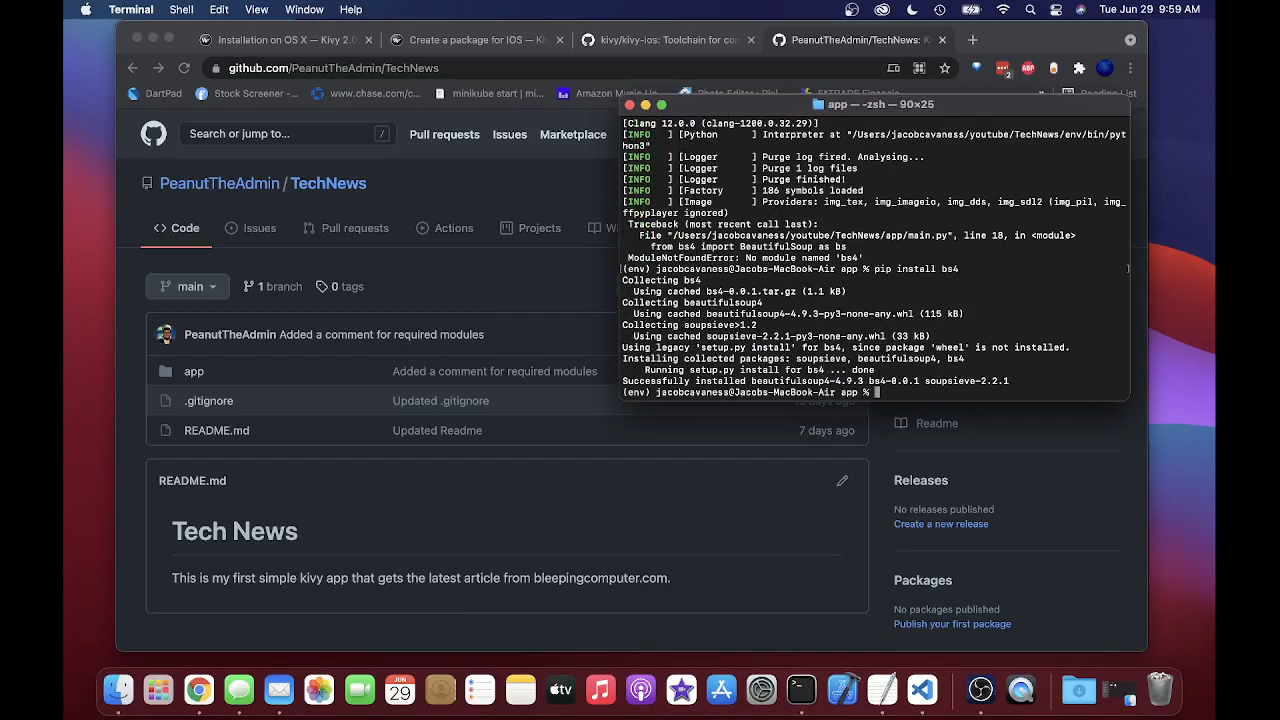 Terminal Shell Edit View Window Help Tue Jun 29 9:59 AM
Installation on OS X — Kivy 2.0 Create a package for IOS — Ki kivy/kivy-ios: Toolchain for co PeanutTheAdmin/TechNews: K
github.com/PeanutTheAdmin/TechNews
2
ABP
DartPad Stock Screener -... www.chase.com/c... minikube start | mi... Amazon Mu Reading List
app — -zsh — 90×25
[Clang 12.0.0 (clang-1200.0.32.29)]
[INFO ] [Python ] Interpreter at "/Users/jacobcavaness/youtube/TechNews/env/bin/pyt
hon3"
[INFO ] [Logger ] Purge log fired. Analysing...
[INFO ] [Logger ] Purge 1 log files
[INFO ] [Logger ] Purge finished!
[INFO ] [Factory ] 186 symbols loaded
[INFO ] [Image ] Providers: img_tex, img_imageio, img_dds, img_sdl2 (img_pil, img_
ffpyplayer ignored)
Traceback (most recent call last):
File "/Users/jacobcavaness/youtube/TechNews/app/main.py", line 18, in <module>
from bs4 import BeautifulSoup as bs
ModuleNotFoundError: No module named 'bs4'
(env) jacobcavaness@Jacobs-MacBook-Air app % pip install bs4
Collecting bs4
Using cached bs4-0.0.1.tar.gz (1.1 kB)
Collecting beautifulsoup4
Using cached beautifulsoup4-4.9.3-py3-none-any.whl (115 kB)
Collecting soupsieve>1.2
Using cached soupsieve-2.2.1-py3-none-any.whl (33 kB)
Using legacy 'setup.py install' for bs4, since package 'wheel' is not installed.
Installing collected packages: soupsieve, beautifulsoup4, bs4
Running setup.py install for bs4 ... done
Successfully installed beautifulsoup4-4.9.3 bs4-0.0.1 soupsieve-2.2.1
(env) jacobcavaness@Jacobs-MacBook-Air app %
Search or jump to... / Pull requests Issues Marketplace
PeanutTheAdmin / TechNews
Code Issues Pull requests Actions Projects W
main 1 branch 0 tags
PeanutTheAdmin Added a comment for required modules
app Added a comment for required modules
.gitignore Updated .gitignore
README.md Updated Readme 7 days ago
Readme
README.md
Tech News
This is my first simple kivy app that gets the latest article from bleepingcomputer.com.
Releases
No releases published
Create a new release
Packages
No packages published
Publish your first package
JUN
29
tv